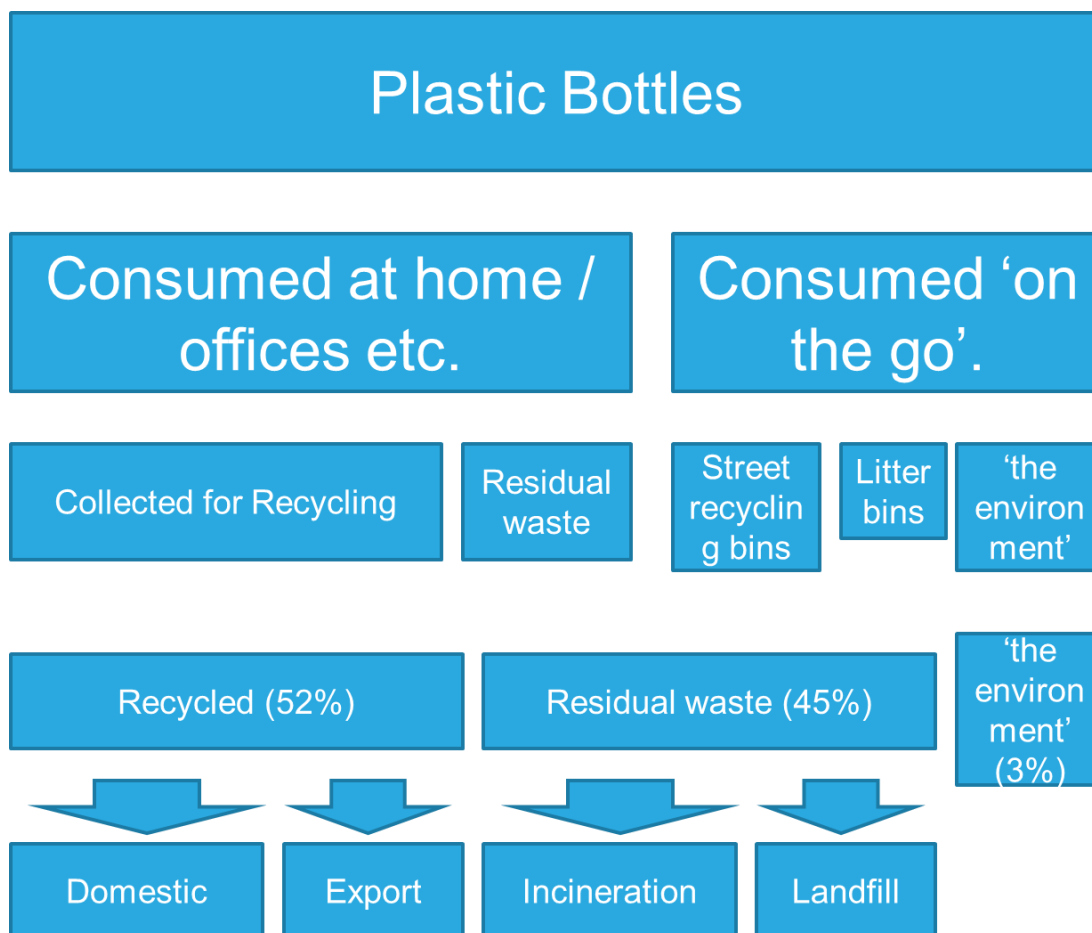 Plastic Bottles
Consumed at home /
offices etc.
Consumed ‘on
the go’.
Collected for Recycling
Residual
waste
Street
recyclin
g bins
Litter
bins
‘the
environ
ment’
Recycled (52%)
Residual waste (45%)
‘the
environ
ment’
(3%)
Domestic
Export
Incineration
Landfill